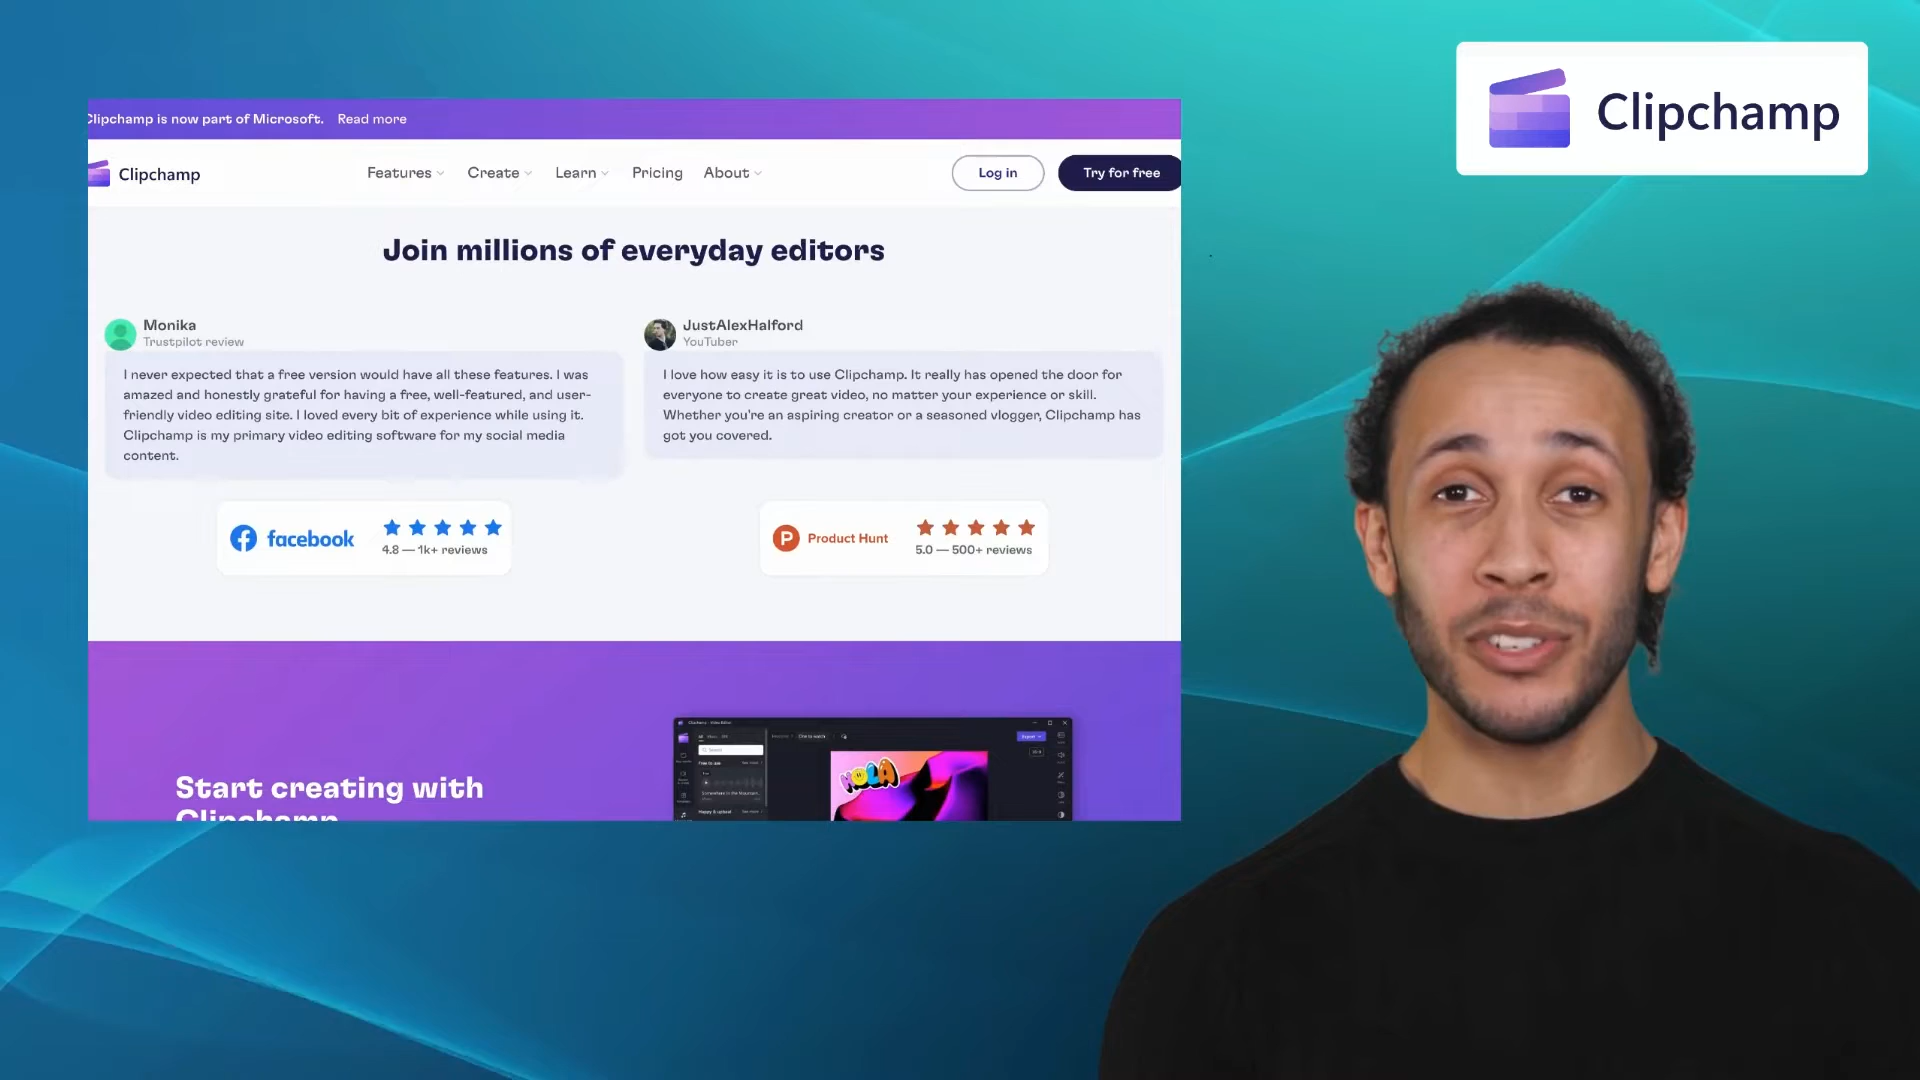 Clipchamp
Clipchamp is now part of Microsoft. Read more
Clipchamp
Features Create Learn Pricing About
Log in Try for free
Join millions of everyday editors
Monika
Trustpilot review
I never expected that a free version would have all these features. I was
amazed and honestly grateful for having a free, well-featured, and user-
friendly video editing site. I loved every bit of experience while using it.
Clipchamp is my primary video editing software for my social media
content.
JustAlexHalford
YouTuber
I love how easy it is to use Clipchamp. It really has opened the door for
everyone to create great video, no matter your experience or skill.
Whether you're an aspiring creator or a seasoned vlogger, Clipchamp has
got you covered.
facebook
4.8 — 1k+ reviews
P Product Hunt
5.0 — 500+ reviews
Start creating with
Clipchamp
Export
HOLA